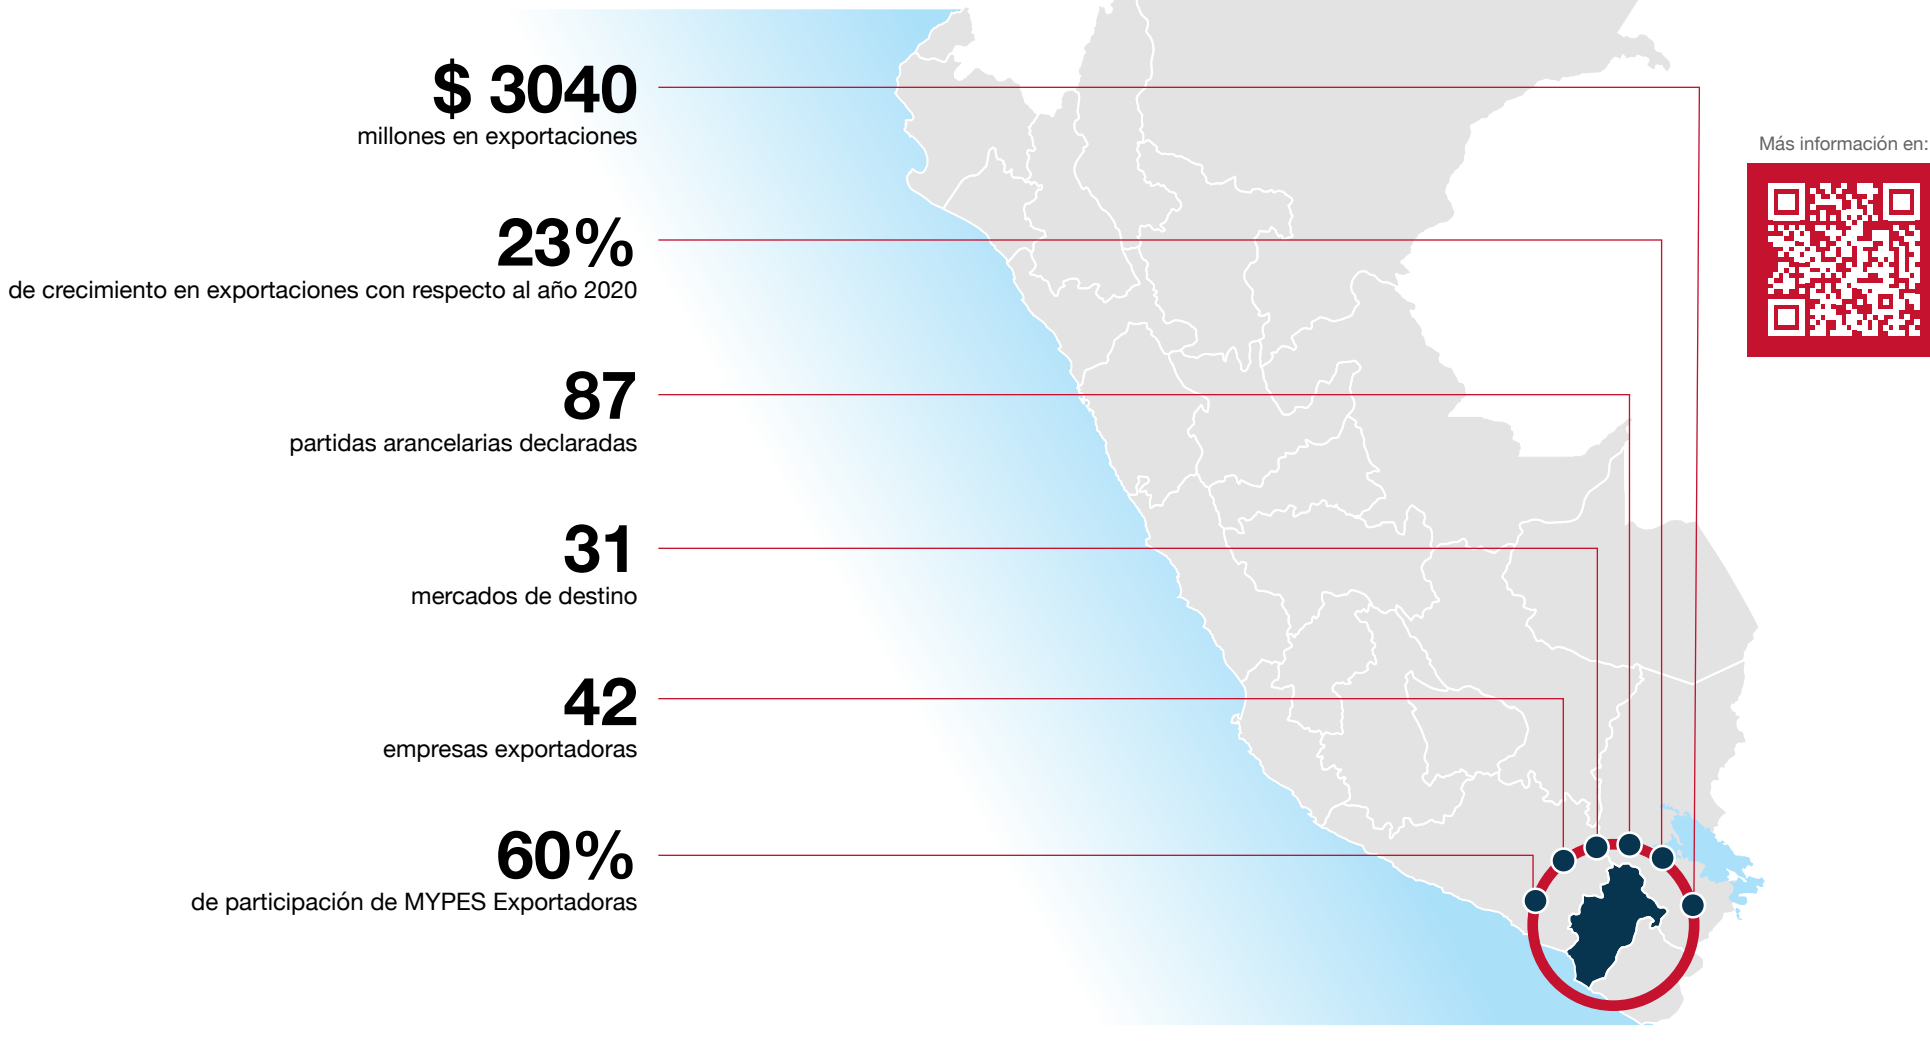 $ 3040
millones en exportaciones
23%
de crecimiento en exportaciones con respecto al año 2020
87
partidas arancelarias declaradas
31
mercados de destino
42
empresas exportadoras
60%
de participación de MYPES Exportadoras
Más información en: